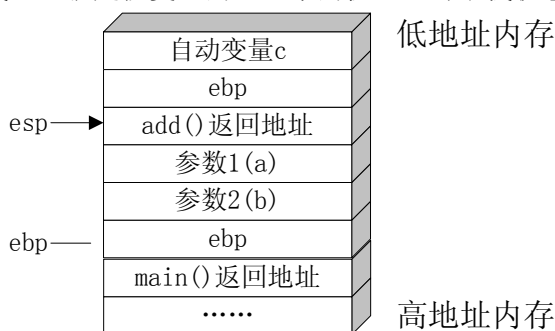 低地址内存
自动变量c
ebp
esp
add()返回地址
参数1(a)
参数2(b)
ebp
ebp
main()返回地址
……
高地址内存